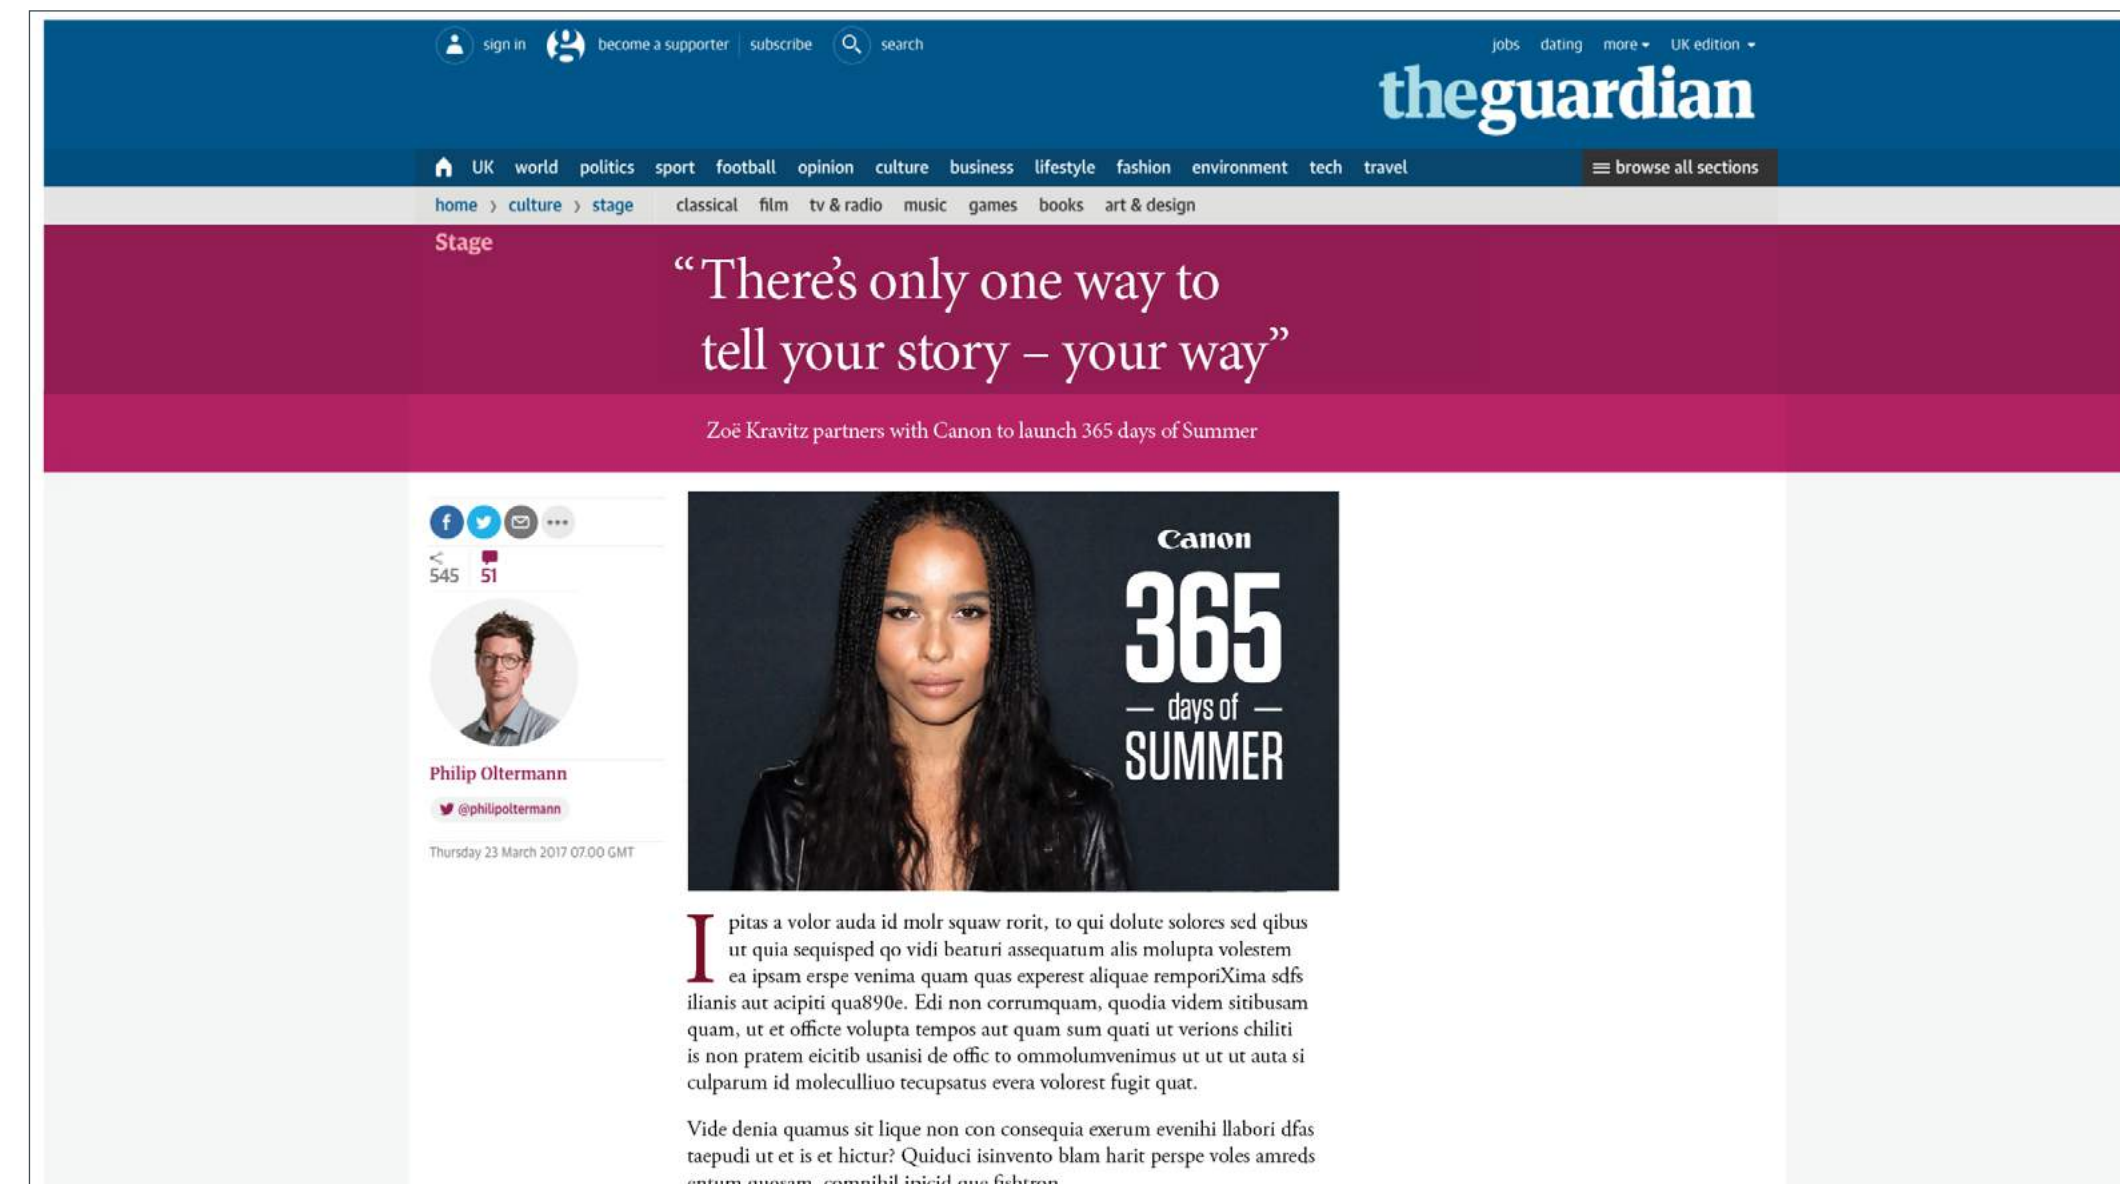 sign in become a supporter subscribe search
jobs dating more UK edition
theguardian
UK world politics sport football opinion culture business lifestyle fashion environment tech travel browse all sections
home › culture › stage classical film tv & radio music games books art & design
Stage
“There’s only one way to
tell your story – your way”
Zoë Kravitz partners with Canon to launch 365 days of Summer
545 51
Philip Oltermann
@philipoltermann
Thursday 23 March 2017 07.00 GMT
Canon
365
— days of —
SUMMER
I pitas a volor auda id molr squaw rorit, to qui dolute solores sed qibus
ut quia sequisped qo vidi beaturi assequatum alis molupta volestem
ea ipsam erspe venima quam quas experest aliquae remporiXima sdfs
ilianis aut acipiti qua890e. Edi non corrumquam, quodia videm sitibusam
quam, ut et officte volupta tempos aut quam sum quati ut verions chiliti
is non pratem eicitib usanisi de offic to ommolumvenimus ut ut ut auta si
culparum id moleculliuo tecupsatus evera volorest fugit quat.
Vide denia quamus sit lique non con consequia exerum evenihi llabori dfas
taepudi ut et is et hictur? Quiduci isinvento blam harit perspe voles amreds